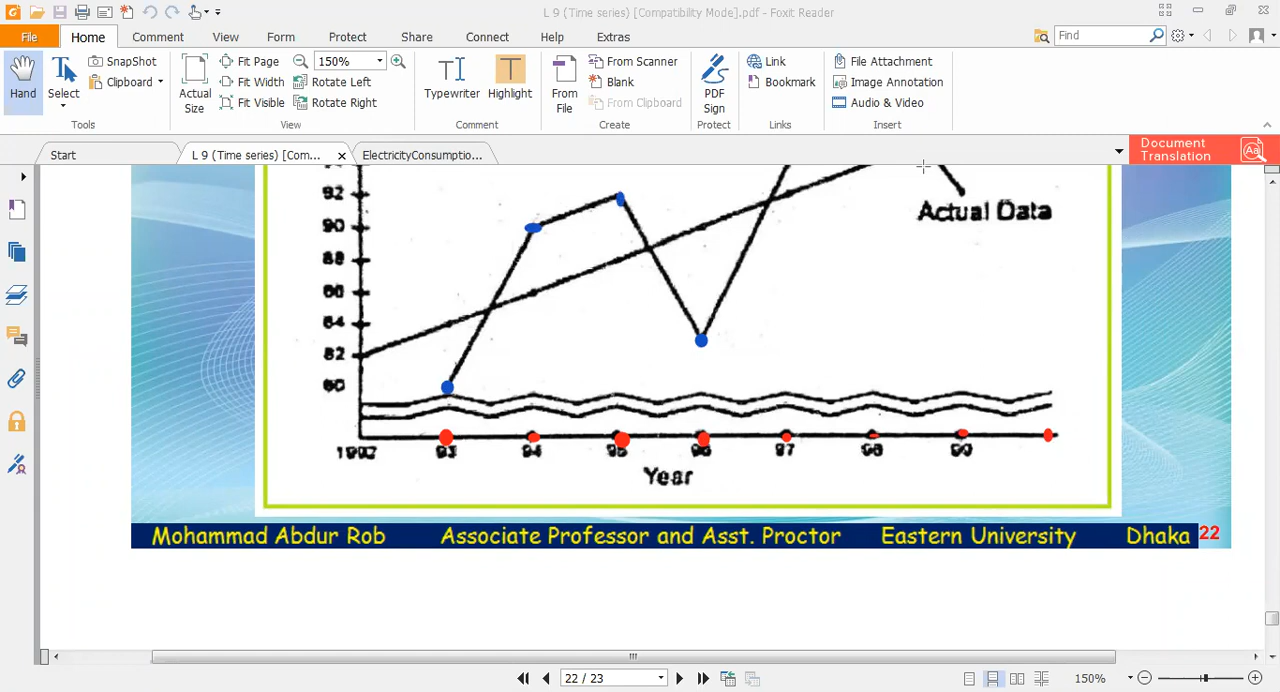 L 9 (Time series) [Compatibility Mode].pdf - Foxit Reader
File Home Comment View Form Protect Share Connect Help Extras Find
Hand Select SnapShot Clipboard Actual Size Fit Page Fit Width Fit Visible 150% Rotate Left Rotate Right Typewriter Highlight From File From Scanner Blank From Clipboard PDF Sign Link Bookmark File Attachment Image Annotation Audio & Video
Tools View Comment Create Protect Links Insert
Start L 9 (Time series) [Com... ElectricityConsumptio... Document Translation
92
Actual Data
90
88
86
84
82
80
1992 93 94 95 96 97 98
Year
Mohammad Abdur Rob Associate Professor and Asst. Proctor Eastern University Dhaka 22
22 / 23 150%